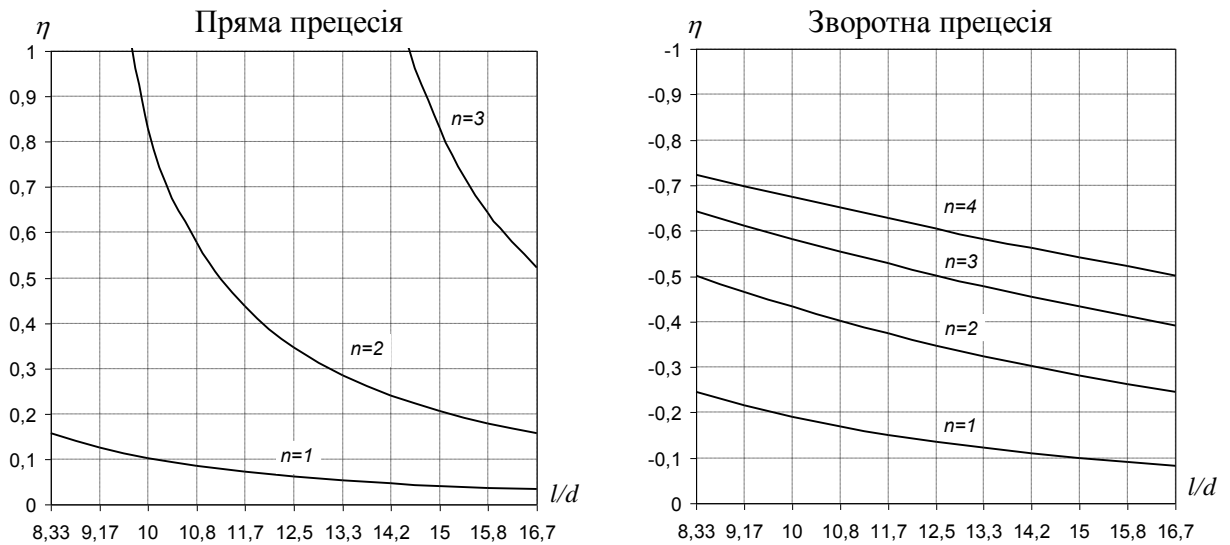 Пряма прецесія
η
1
0,9
0,8
0,7
0,6
0,5
0,4
0,3
0,2
0,1
0
n=3
n=2
n=1
l/d
8,33 9,17 10 10,8 11,7 12,5 13,3 14,2 15 15,8 16,7
Зворотна прецесія
η
-1
-0,9
-0,8
-0,7
-0,6
-0,5
-0,4
-0,3
-0,2
-0,1
0
n=4
n=3
n=2
n=1
l/d
8,33 9,17 10 10,8 11,7 12,5 13,3 14,2 15 15,8 16,7